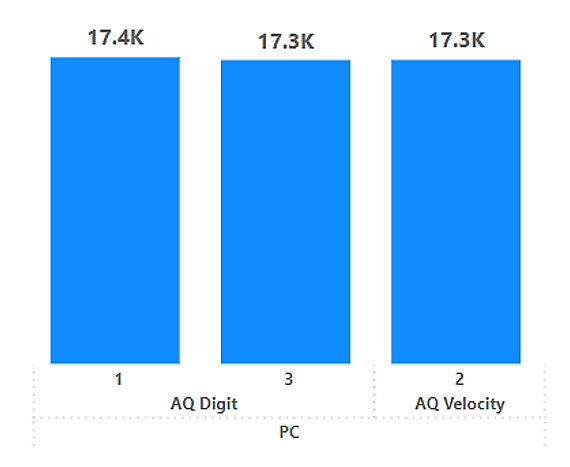 17.4K 17.3K 17.3K
1 3 2
AQ Digit AQ Velocity
PC